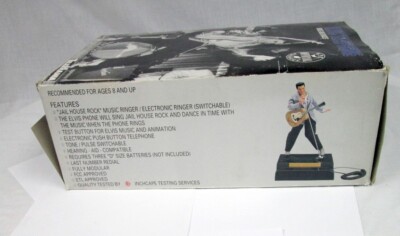 RECOMMENDED FOR AGES 8 AND UP
FEATURES
• "JAIL HOUSE ROCK" MUSIC RINGER / ELECTRONIC RINGER (SWITCHABLE)
• THE ELVIS PHONE WILL SING JAIL HOUSE ROCK AND DANCE IN TIME WITH
THE MUSIC WHEN THE PHONE RINGS
• TEST BUTTON FOR ELVIS MUSIC AND ANIMATION
• ELECTRONIC PUSH BUTTON TELEPHONE
• TONE / PULSE SWITCHABLE
• HEARING - AID - COMPATIBLE
• REQUIRES THREE "D" SIZE BATTERIES (NOT INCLUDED)
• LAST NUMBER REDIAL
• FULLY MODULAR
• FCC APPROVED
• ETL APPROVED
• QUALITY TESTED BY INCHCAPE TESTING SERVICES